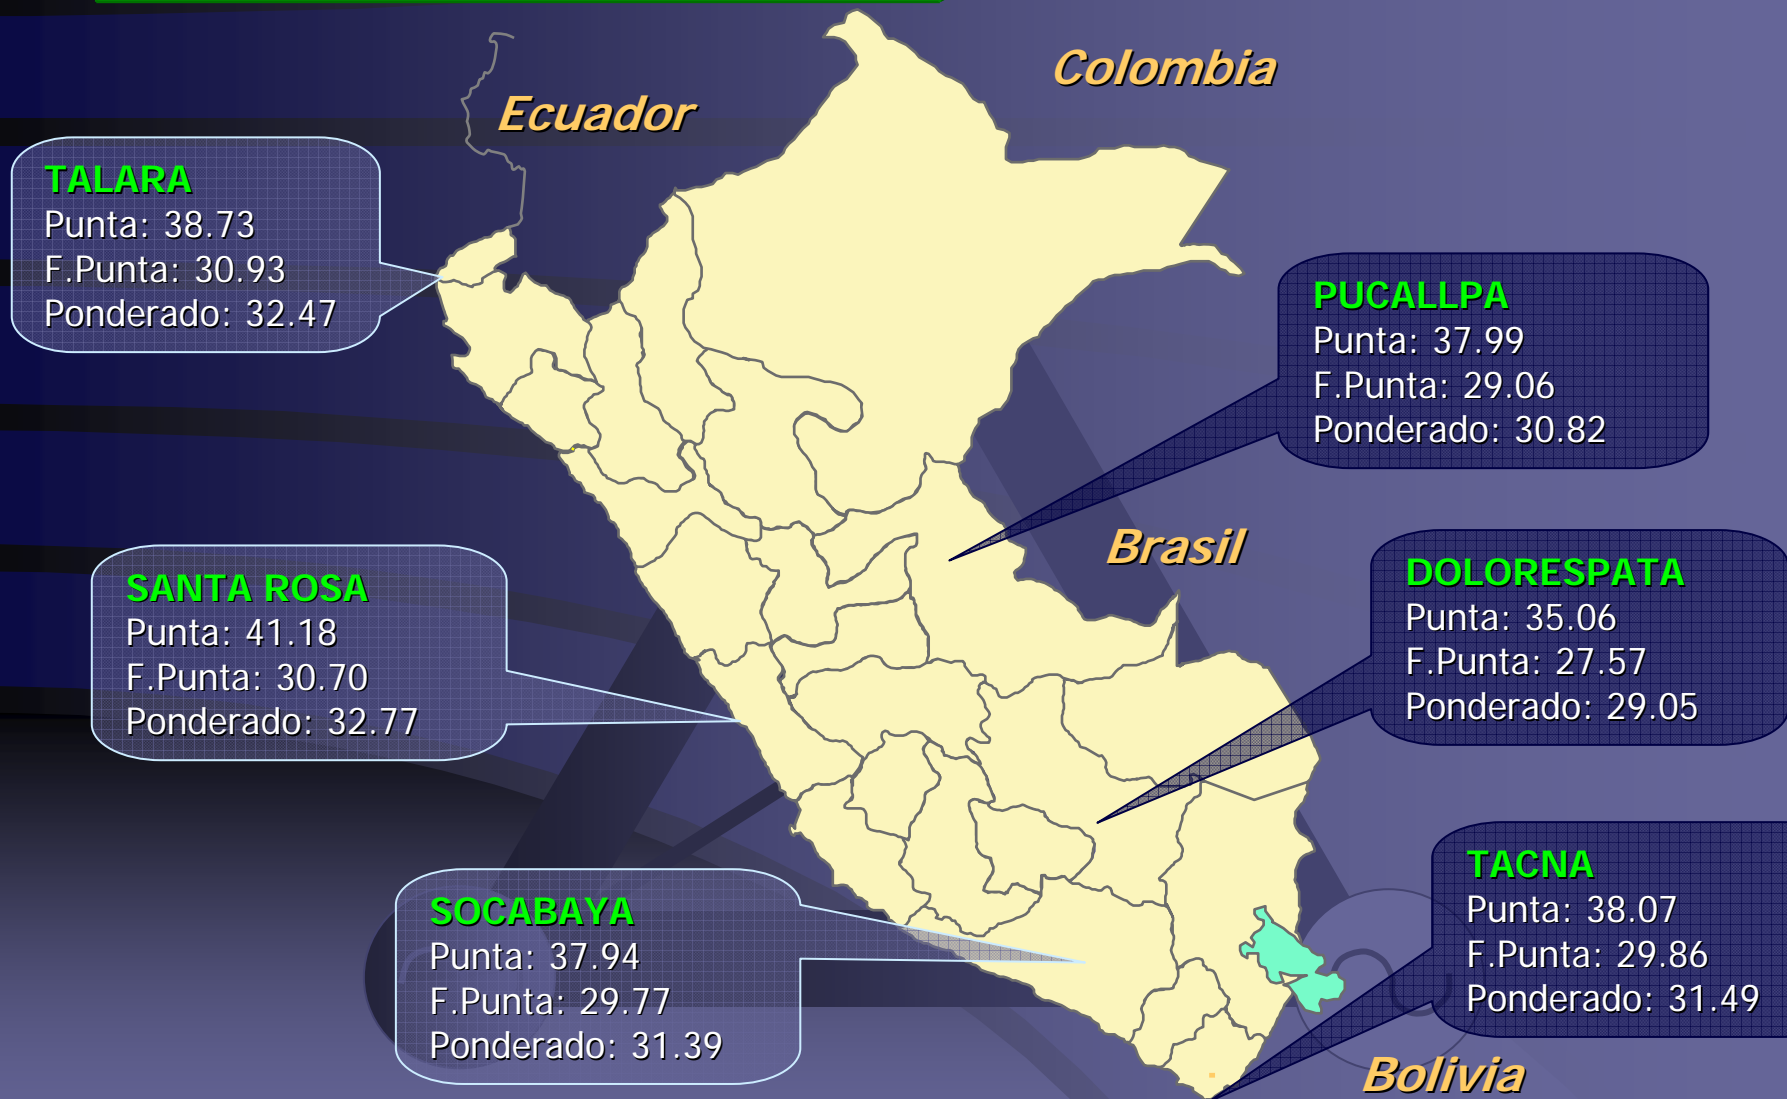 Colombia
Ecuador
TALARA
Punta: 38.73
F.Punta: 30.93
Ponderado: 32.47
PUCALLPA
Punta: 37.99
F.Punta: 29.06
Ponderado: 30.82
Brasil
SANTA ROSA
Punta: 41.18
F.Punta: 30.70
Ponderado: 32.77
DOLORESPATA
Punta: 35.06
F.Punta: 27.57
Ponderado: 29.05
SOCABAYA
Punta: 37.94
F.Punta: 29.77
Ponderado: 31.39
TACNA
Punta: 38.07
F.Punta: 29.86
Ponderado: 31.49
Bolivia